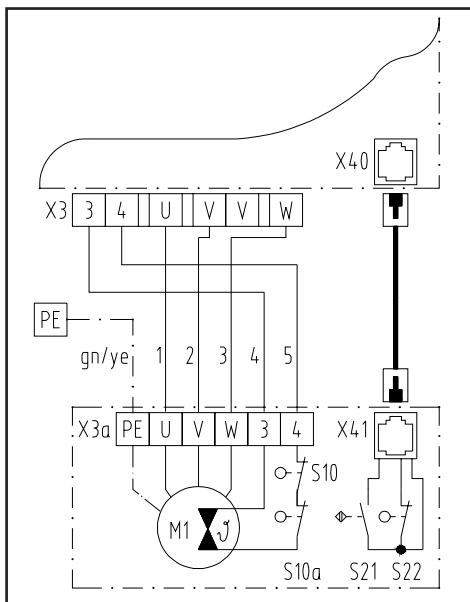 X40
X3 3 4 U V V W
PE
gn/ye 1 2 3 4 5
X3a PE U V W 3 4 X41
S10
M1 ϑ
S10a S21 S22